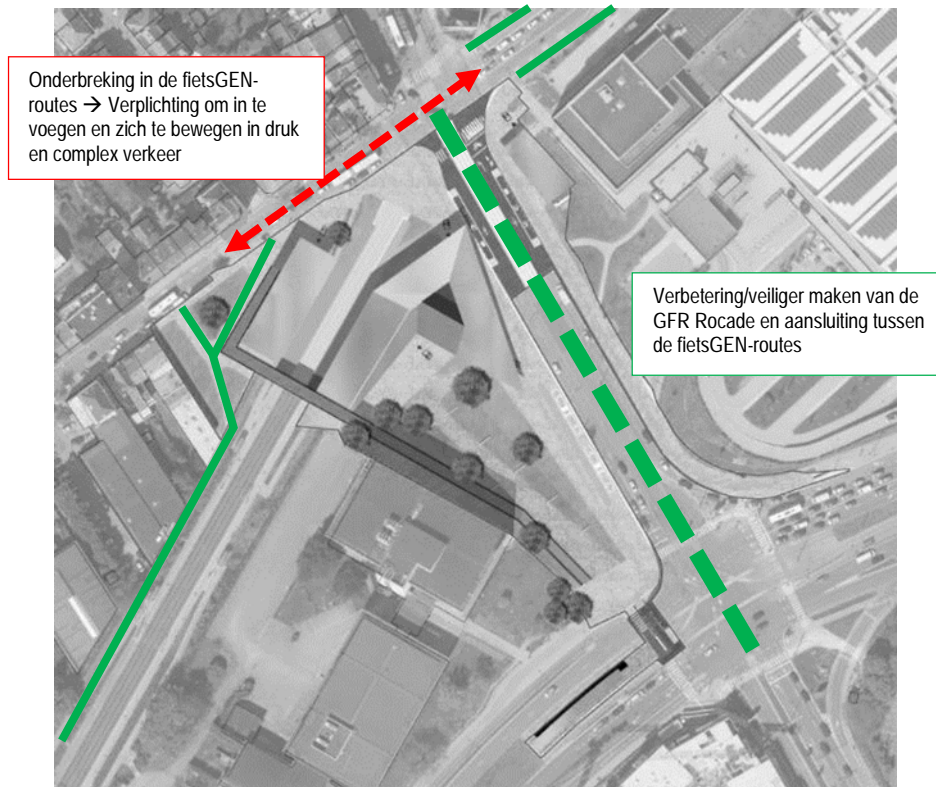 Onderbreking in de fietsGEN-
routes → Verplichting om in te
voegen en zich te bewegen in druk
en complex verkeer
Verbetering/veiliger maken van de
GFR Rocade en aansluiting tussen
de fietsGEN-routes